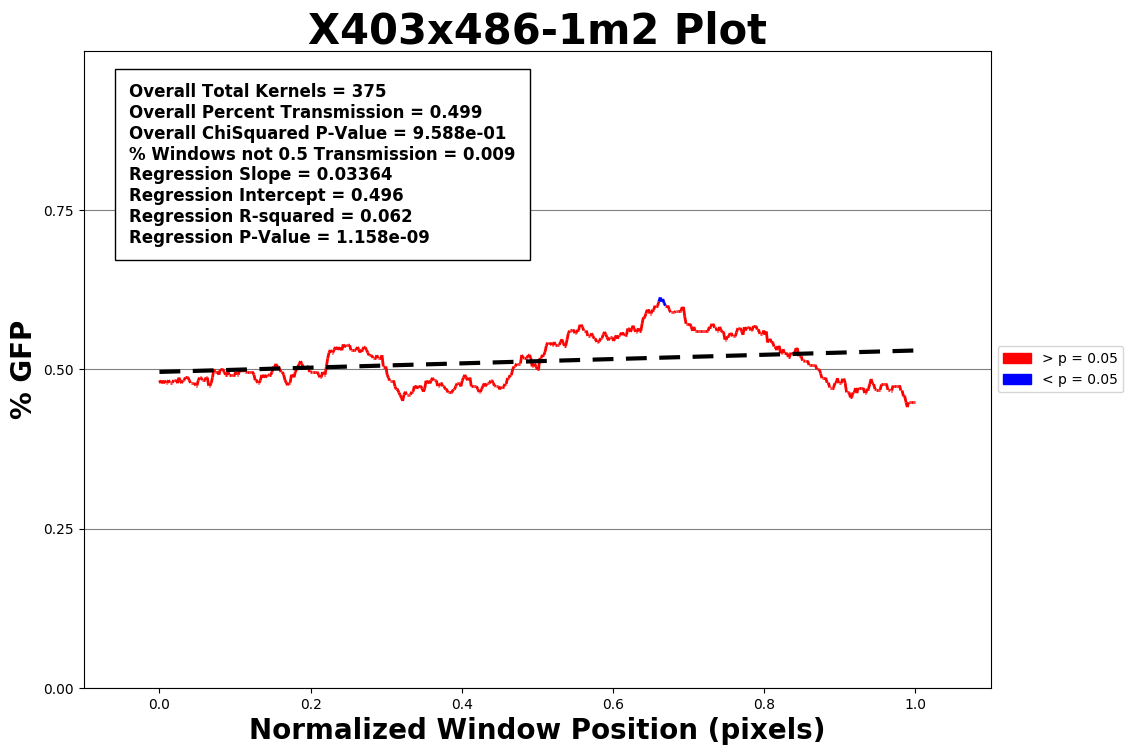 X403x486-1m2 Plot
Overall Total Kernels = 375
Overall Percent Transmission = 0.499
Overall ChiSquared P-Value = 9.588e-01
% Windows not 0.5 Transmission = 0.009
Regression Slope = 0.03364
Regression Intercept = 0.496
Regression R-squared = 0.062
Regression P-Value = 1.158e-09
% GFP
0.75
0.50
0.25
0.00
> p = 0.05
< p = 0.05
0.0 0.2 0.4 0.6 0.8 1.0
Normalized Window Position (pixels)